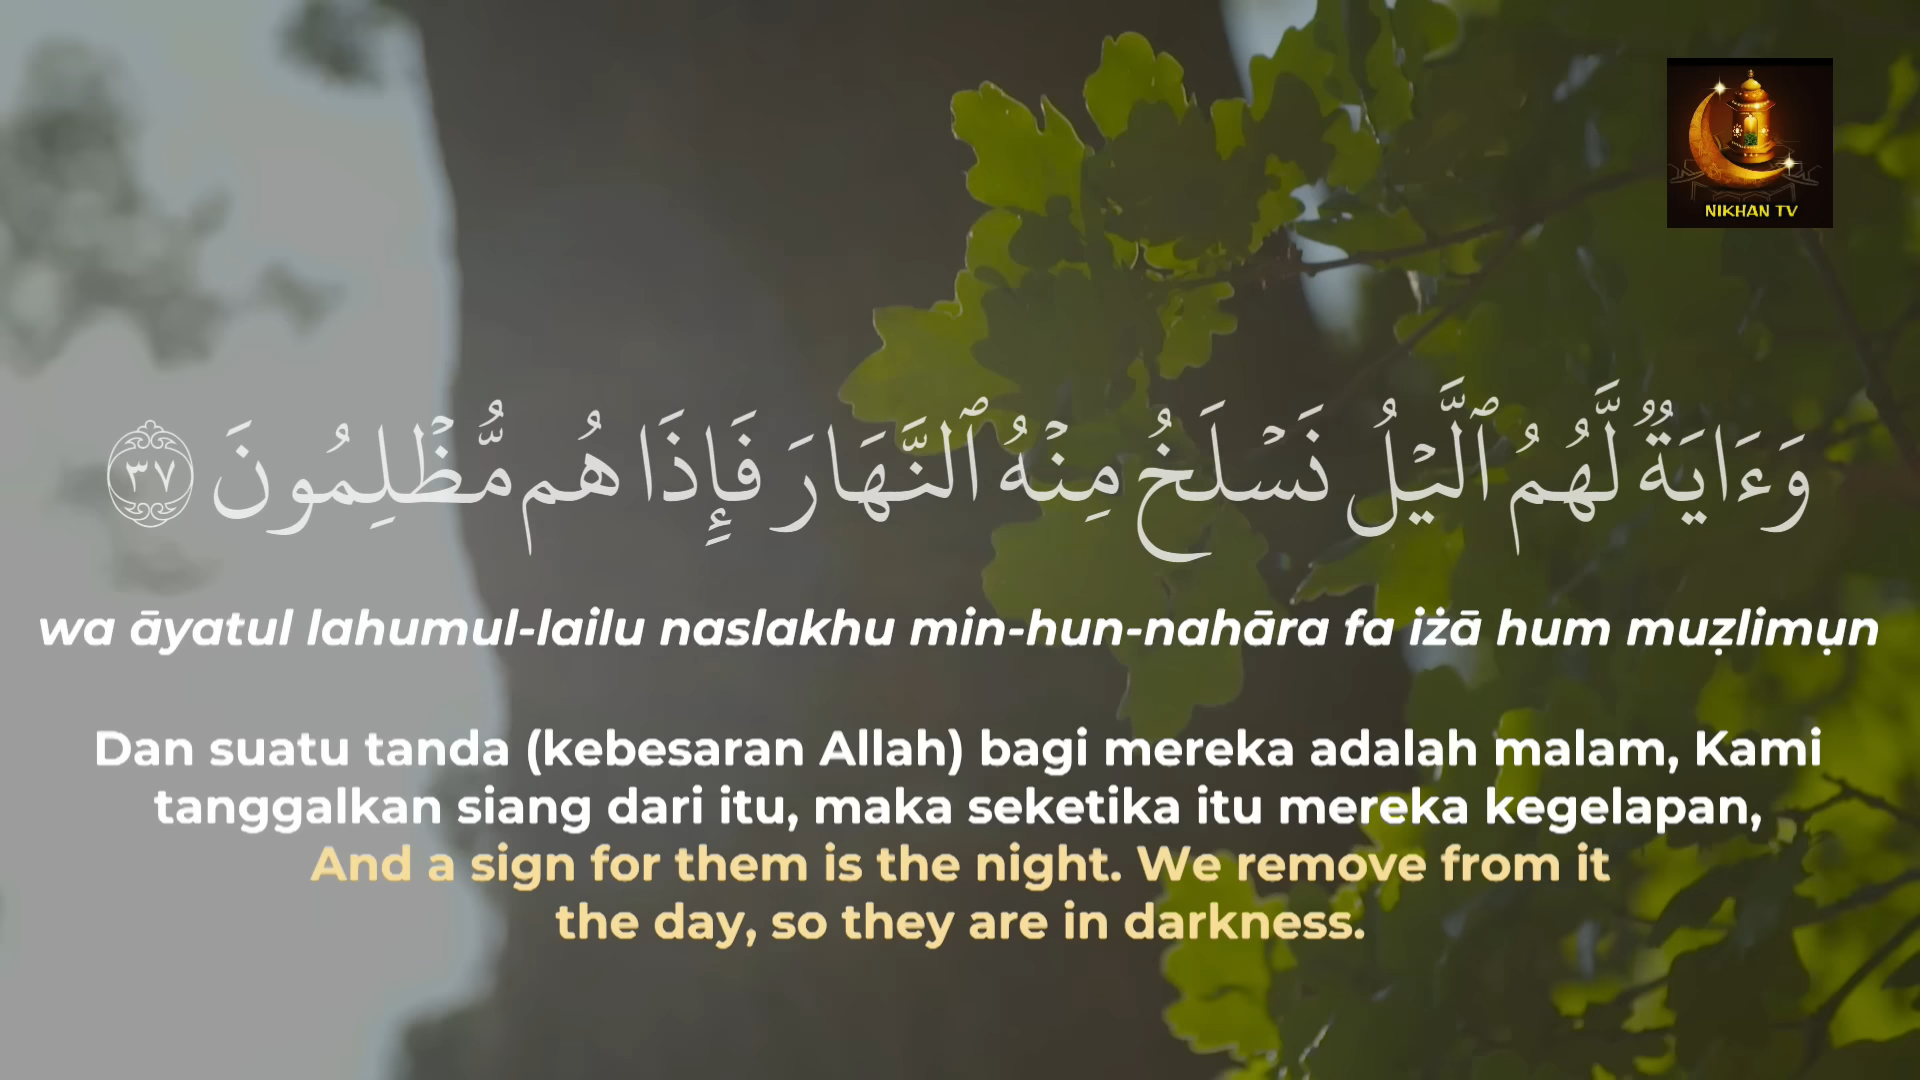 NIKHAN TV
وَءَايَةٌ لَّهُمُ ٱلَّيْلُ نَسْلَخُ مِنْهُ ٱلنَّهَارَ فَإِذَا هُم مُّظْلِمُونَ ٣٧
wa āyatul lahumul-lailu naslakhu min-hun-nahāra fa iżā hum muẓlimụn
Dan suatu tanda (kebesaran Allah) bagi mereka adalah malam, Kami
tanggalkan siang dari itu, maka seketika itu mereka kegelapan,
And a sign for them is the night. We remove from it
the day, so they are in darkness.